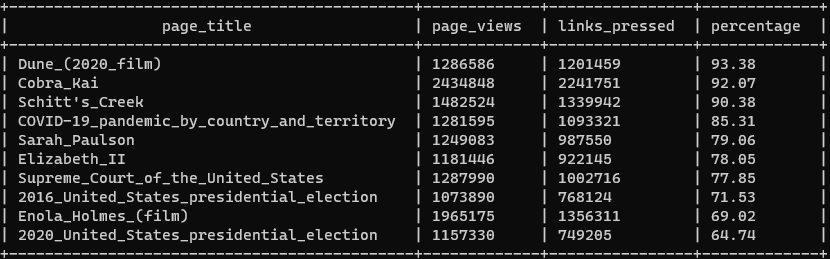 page_title | page_views | links_pressed | percentage
Dune_(2020_film) | 1286586 | 1201459 | 93.38
Cobra_Kai | 2434848 | 2241751 | 92.07
Schitt's_Creek | 1482524 | 1339942 | 90.38
COVID-19_pandemic_by_country_and_territory | 1281595 | 1093321 | 85.31
Sarah_Paulson | 1249083 | 987550 | 79.06
Elizabeth_II | 1181446 | 922145 | 78.05
Supreme_Court_of_the_United_States | 1287990 | 1002716 | 77.85
2016_United_States_presidential_election | 1073890 | 768124 | 71.53
Enola_Holmes_(film) | 1965175 | 1356311 | 69.02
2020_United_States_presidential_election | 1157330 | 749205 | 64.74